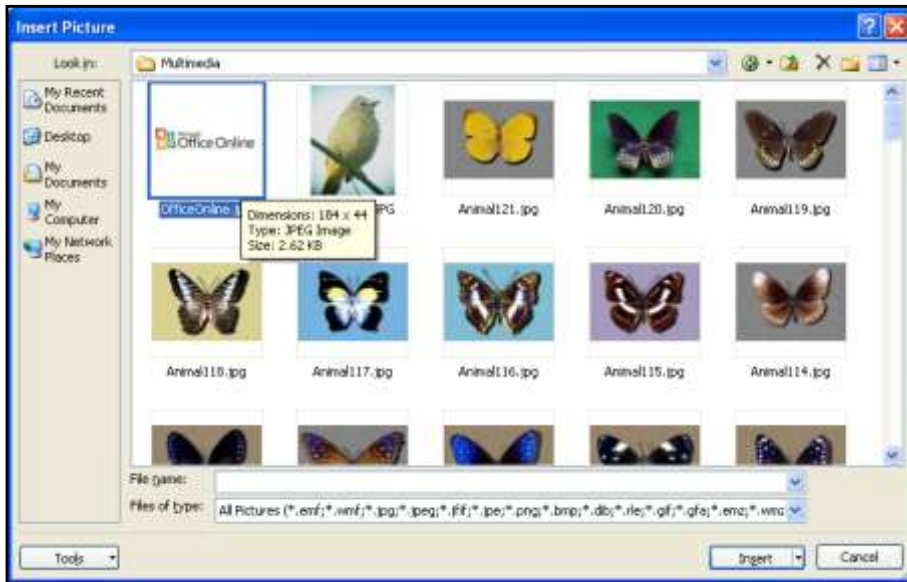 Insert Picture
Look in:
Multimedia
My Recent
Documents
Desktop
My
Documents
My
Computer
My Network
Places
Microsoft
Office Online
OfficeOnline.j
PG
Animal121.jpg
Animal120.jpg
Animal119.jpg
Dimensions: 184 x 44
Type: JPEG Image
Size: 2.62 KB
Animal118.jpg
Animal117.jpg
Animal116.jpg
Animal115.jpg
Animal114.jpg
File name:
Files of type:
All Pictures (*.emf;*.wmf;*.jpg;*.jpeg;*.jfif;*.jpe;*.png;*.bmp;*.dib;*.rle;*.gif;*.gfa;*.emz;*.wmz
Tools
Insert
Cancel